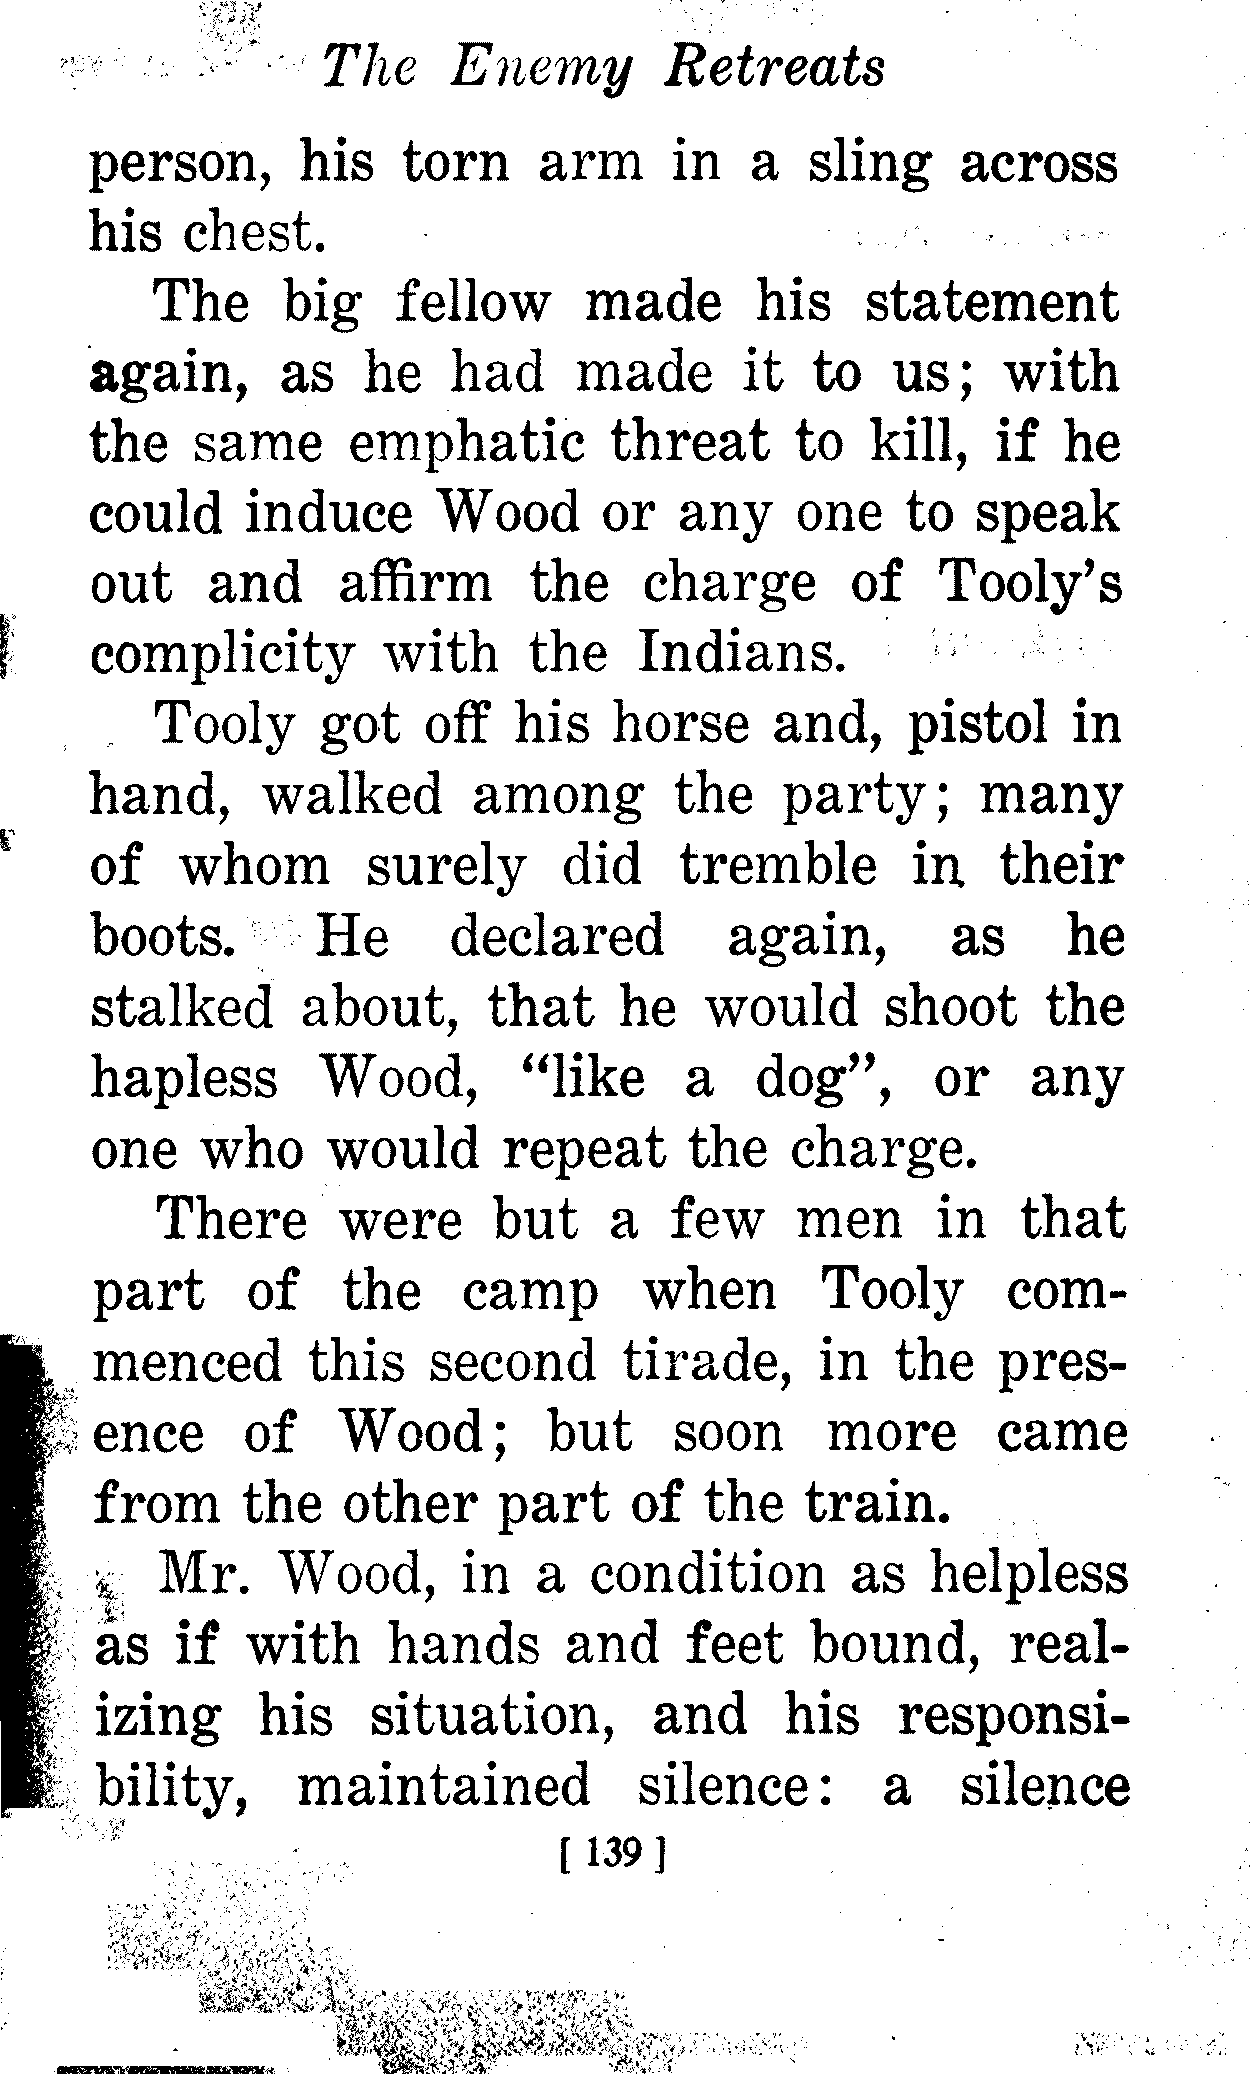 The Enemy Retreats
person, his torn arm in a sling across
his chest.
The big fellow made his statement
again, as he had made it to us; with
the same emphatic threat to kill, if he
could induce Wood or any one to speak
out and affirm the charge of Tooly's
complicity with the Indians.
Tooly got off his horse and, pistol in
hand, walked among the party; many
of whom surely did tremble in their
boots. He declared again, as he
stalked about, that he would shoot the
hapless Wood, "like a dog", or any
one who would repeat the charge.
There were but a few men in that
part of the camp when Tooly com-
menced this second tirade, in the pres-
ence of Wood; but soon more came
from the other part of the train.
Mr. Wood, in a condition as helpless
as if with hands and feet bound, real-
izing his situation, and his responsi-
bility, maintained silence: a silence
[ 139 ]